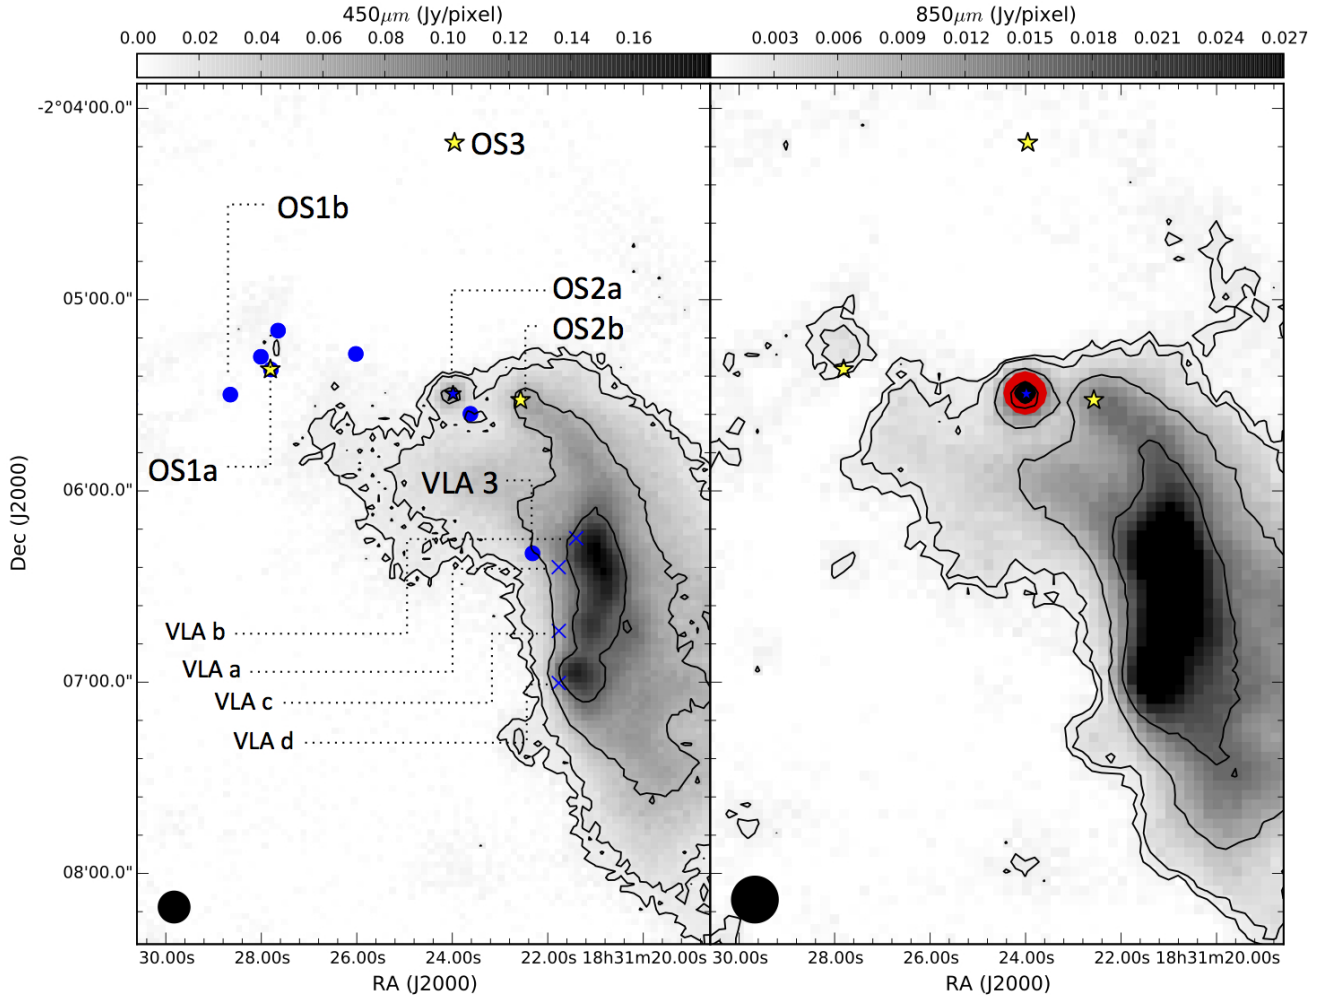 450μm (Jy/pixel)
850μm (Jy/pixel)
0.00 0.02 0.04 0.06 0.08 0.10 0.12 0.14 0.16
0.003 0.006 0.009 0.012 0.015 0.018 0.021 0.024 0.027
-2°04'00.0"
05'00.0"
06'00.0"
07'00.0"
08'00.0"
Dec (J2000)
OS3
OS1b
OS2a
OS2b
OS1a
VLA 3
VLA b
VLA a
VLA c
VLA d
30.00s 28.00s 26.00s 24.00s 22.00s 18h31m20.00s
30.00s 28.00s 26.00s 24.00s 22.00s 18h31m20.00s
RA (J2000)
RA (J2000)